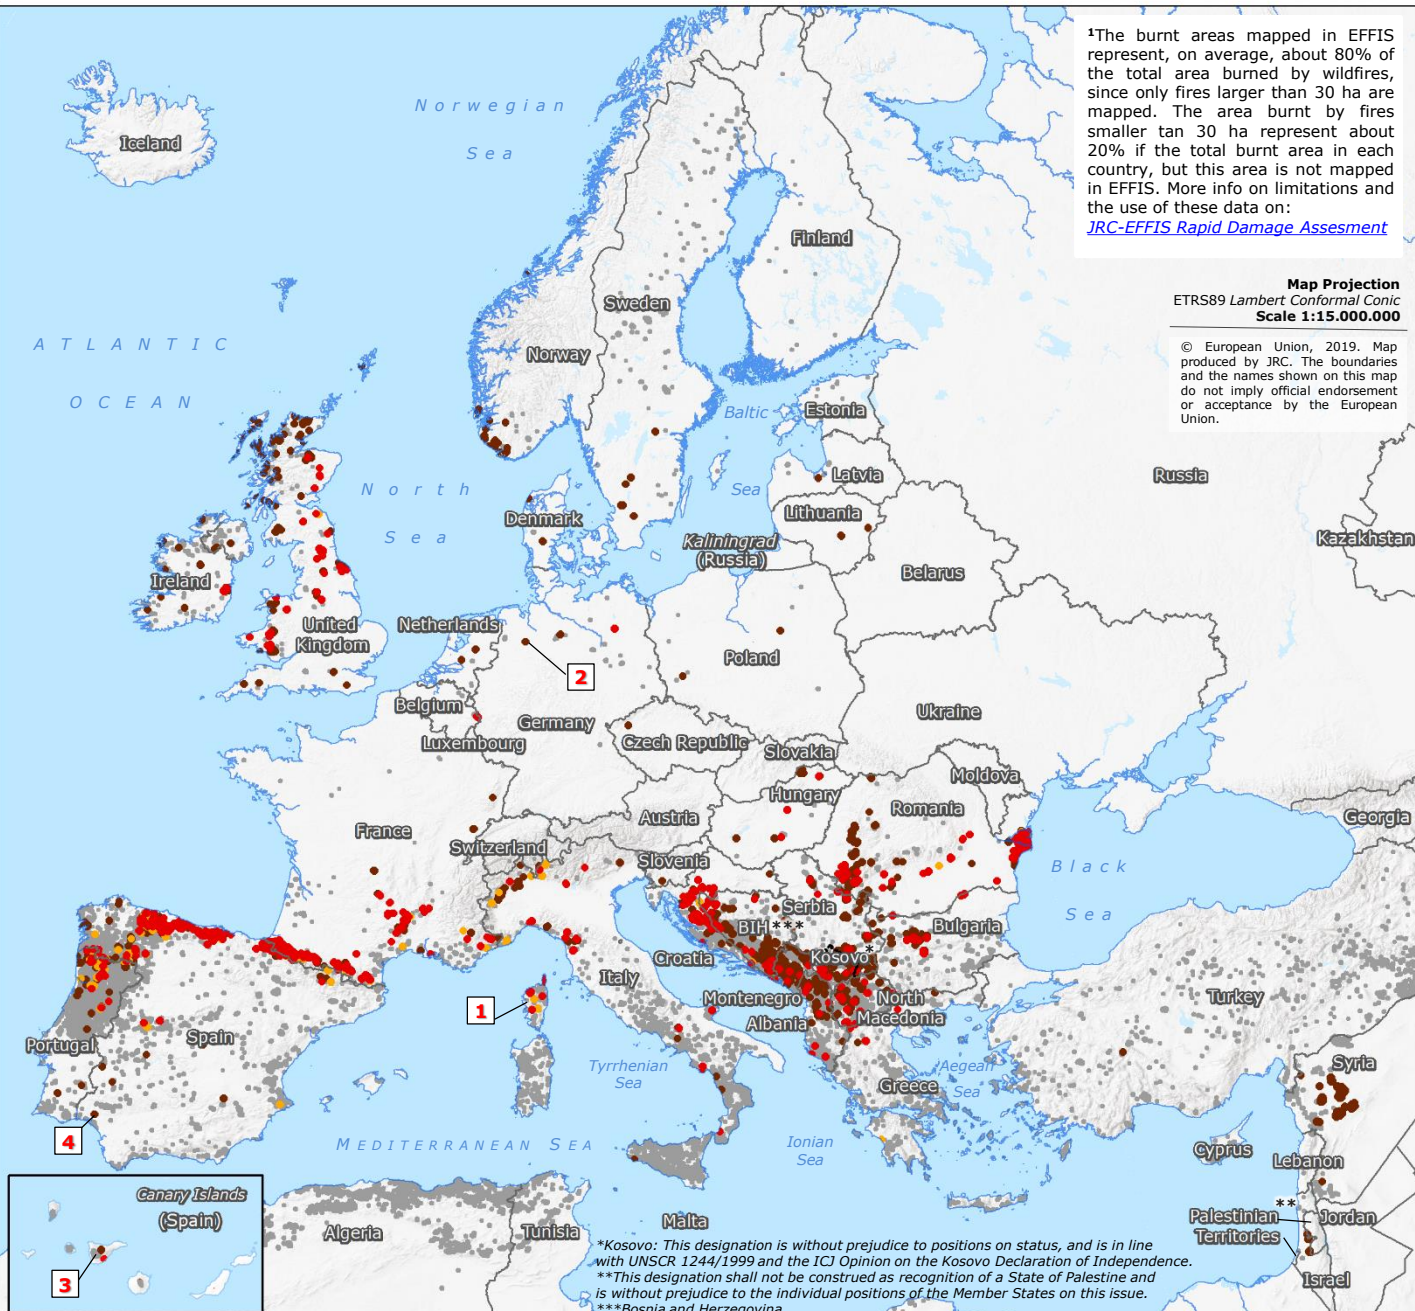 ¹The burnt areas mapped in EFFIS
represent, on average, about 80% of
the total area burned by wildfires,
since only fires larger than 30 ha are
mapped. The area burnt by fires
smaller tan 30 ha represent about
20% if the total burnt area in each
country, but this area is not mapped
in EFFIS. More info on limitations and
the use of these data on:
JRC-EFFIS Rapid Damage Assesment
Map Projection
ETRS89 Lambert Conformal Conic
Scale 1:15.000.000
© European Union, 2019. Map
produced by JRC. The boundaries
and the names shown on this map
do not imply official endorsement
or acceptance by the European
Union.
Norwegian
Sea
Iceland
Finland
Sweden
Norway
ATLANTIC
OCEAN
Baltic
Sea
Estonia
Latvia
Lithuania
Russia
Kazakhstan
North
Sea
Denmark
Kaliningrad
(Russia)
Belarus
Ireland
United
Kingdom
Netherlands
Poland
2
Belgium
Germany
Luxembourg
Czech Republic
Ukraine
Slovakia
Moldova
Hungary
Romania
Austria
France
Switzerland
Slovenia
Georgia
Black
Sea
Serbia
BIH ***
Bulgaria
Kosovo *
Croatia
Italy
Montenegro
North
Macedonia
Albania
Turkey
1
Spain
Portugal
Tyrrhenian
Sea
Aegean
Sea
Greece
Syria
4
MEDITERRANEAN SEA
Ionian
Sea
Cyprus
Lebanon
Canary Islands
(Spain)
3
Algeria
Tunisia
Malta
**
Palestinian
Territories
Jordan
Israel
*Kosovo: This designation is without prejudice to positions on status, and is in line
with UNSCR 1244/1999 and the ICJ Opinion on the Kosovo Declaration of Independence.
**This designation shall not be construed as recognition of a State of Palestine and
is without prejudice to the individual positions of the Member States on this issue.
***Bosnia and Herzegovina